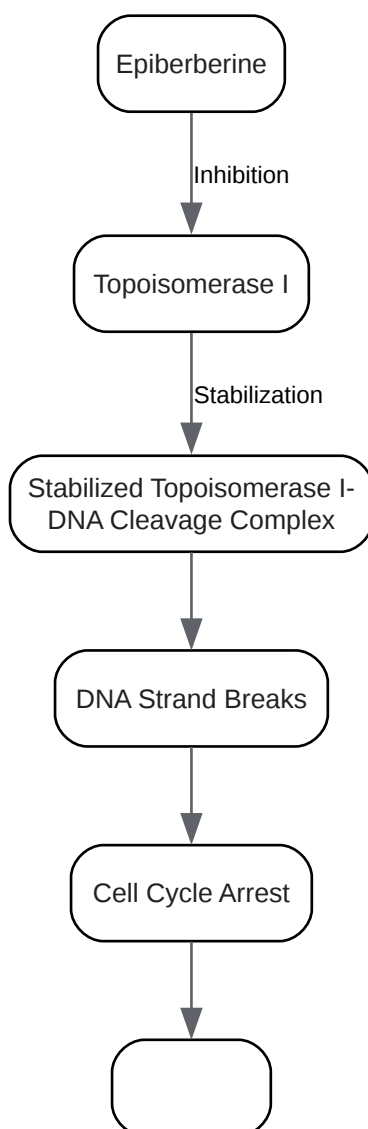 Epiberberine
Inhibition
Topoisomerase I
Stabilization
Stabilized Topoisomerase I-
DNA Cleavage Complex
DNA Strand Breaks
Cell Cycle Arrest